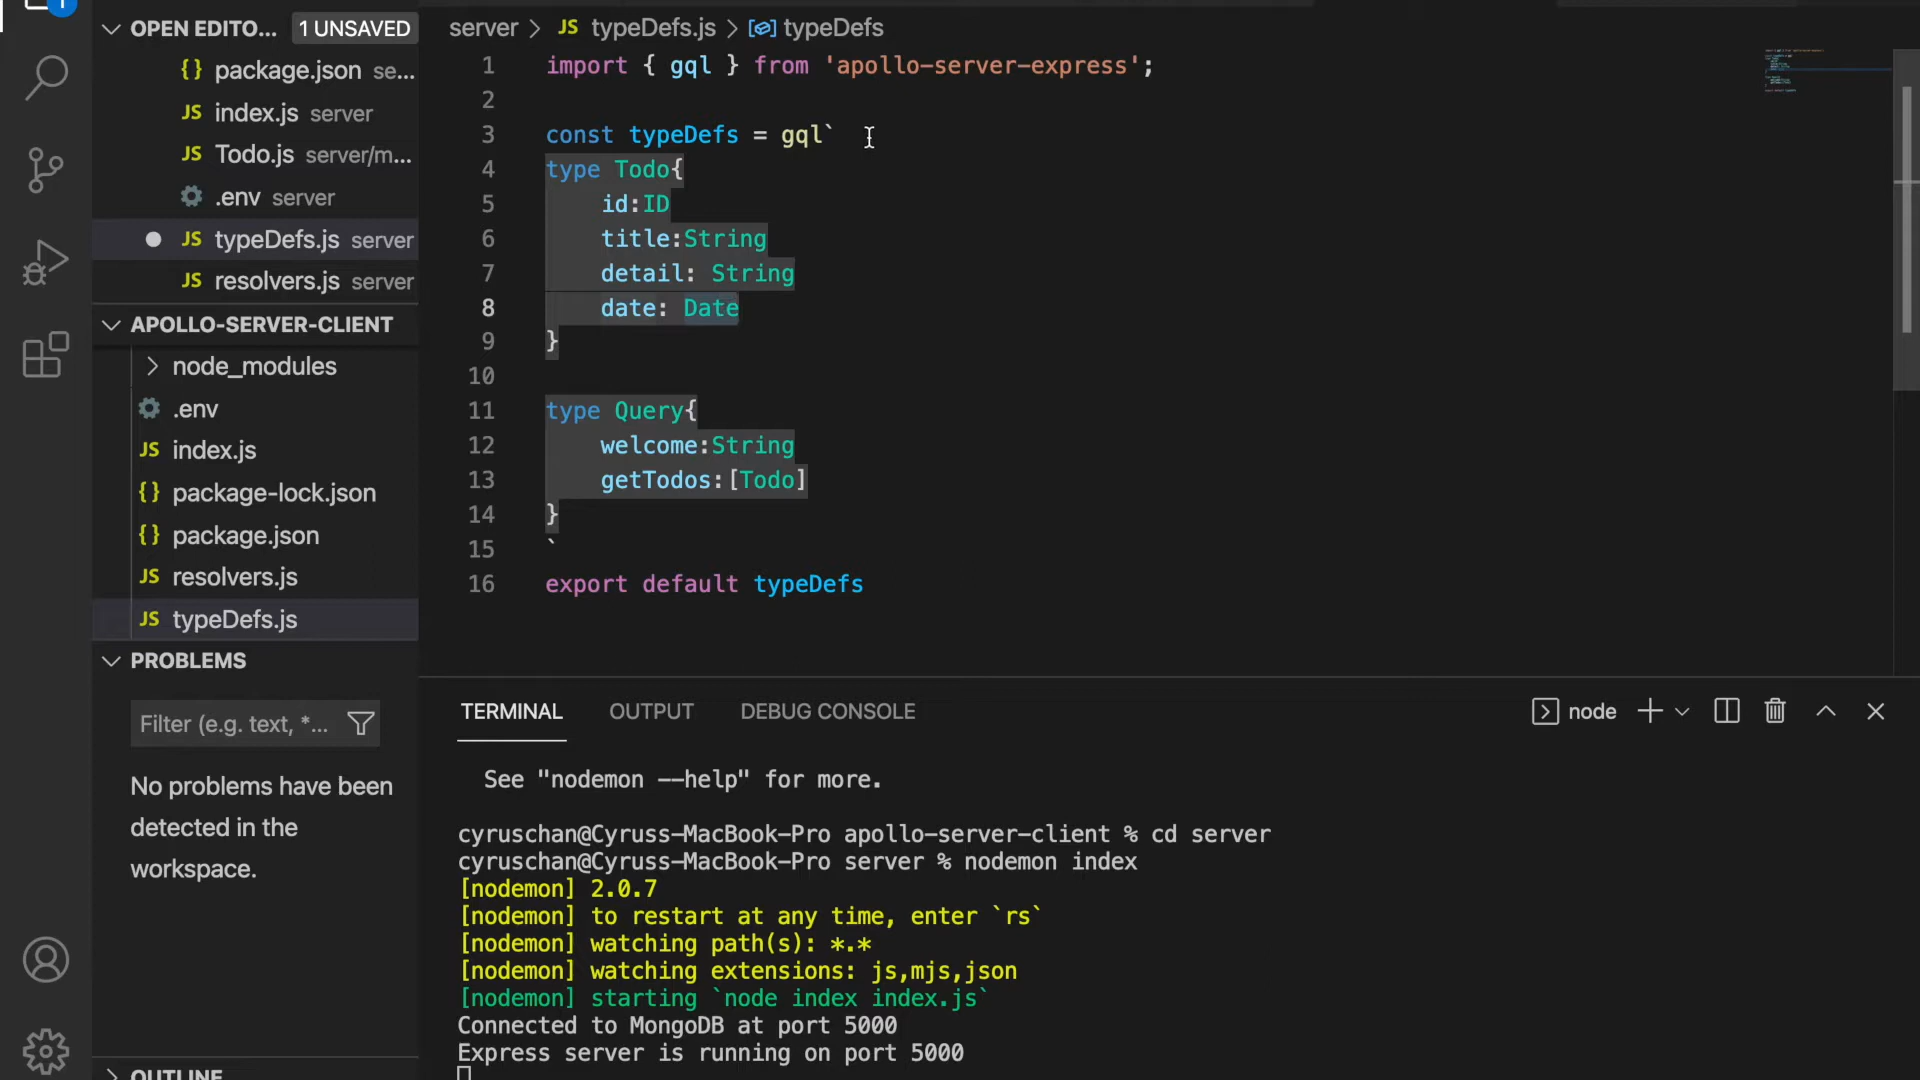 1
OPEN EDITO... 1 UNSAVED
{} package.json se...
JS index.js server
JS Todo.js server/m...
.env server
JS typeDefs.js server
JS resolvers.js server
APOLLO-SERVER-CLIENT
node_modules
.env
JS index.js
{} package-lock.json
{} package.json
JS resolvers.js
JS typeDefs.js
PROBLEMS
Filter (e.g. text, *...
No problems have been
detected in the
workspace.
OUTLINE
server > JS typeDefs.js > typeDefs
1 import { gql } from 'apollo-server-express';
2
3 const typeDefs = gql`
4 type Todo{
5 id:ID
6 title:String
7 detail: String
8 date: Date
9 }
10
11 type Query{
12 welcome:String
13 getTodos:[Todo]
14 }
15 `
16 export default typeDefs
TERMINAL OUTPUT DEBUG CONSOLE node
See "nodemon --help" for more.
cyruschan@Cyruss-MacBook-Pro apollo-server-client % cd server
cyruschan@Cyruss-MacBook-Pro server % nodemon index
[nodemon] 2.0.7
[nodemon] to restart at any time, enter `rs`
[nodemon] watching path(s): *.*
[nodemon] watching extensions: js,mjs,json
[nodemon] starting `node index index.js`
Connected to MongoDB at port 5000
Express server is running on port 5000